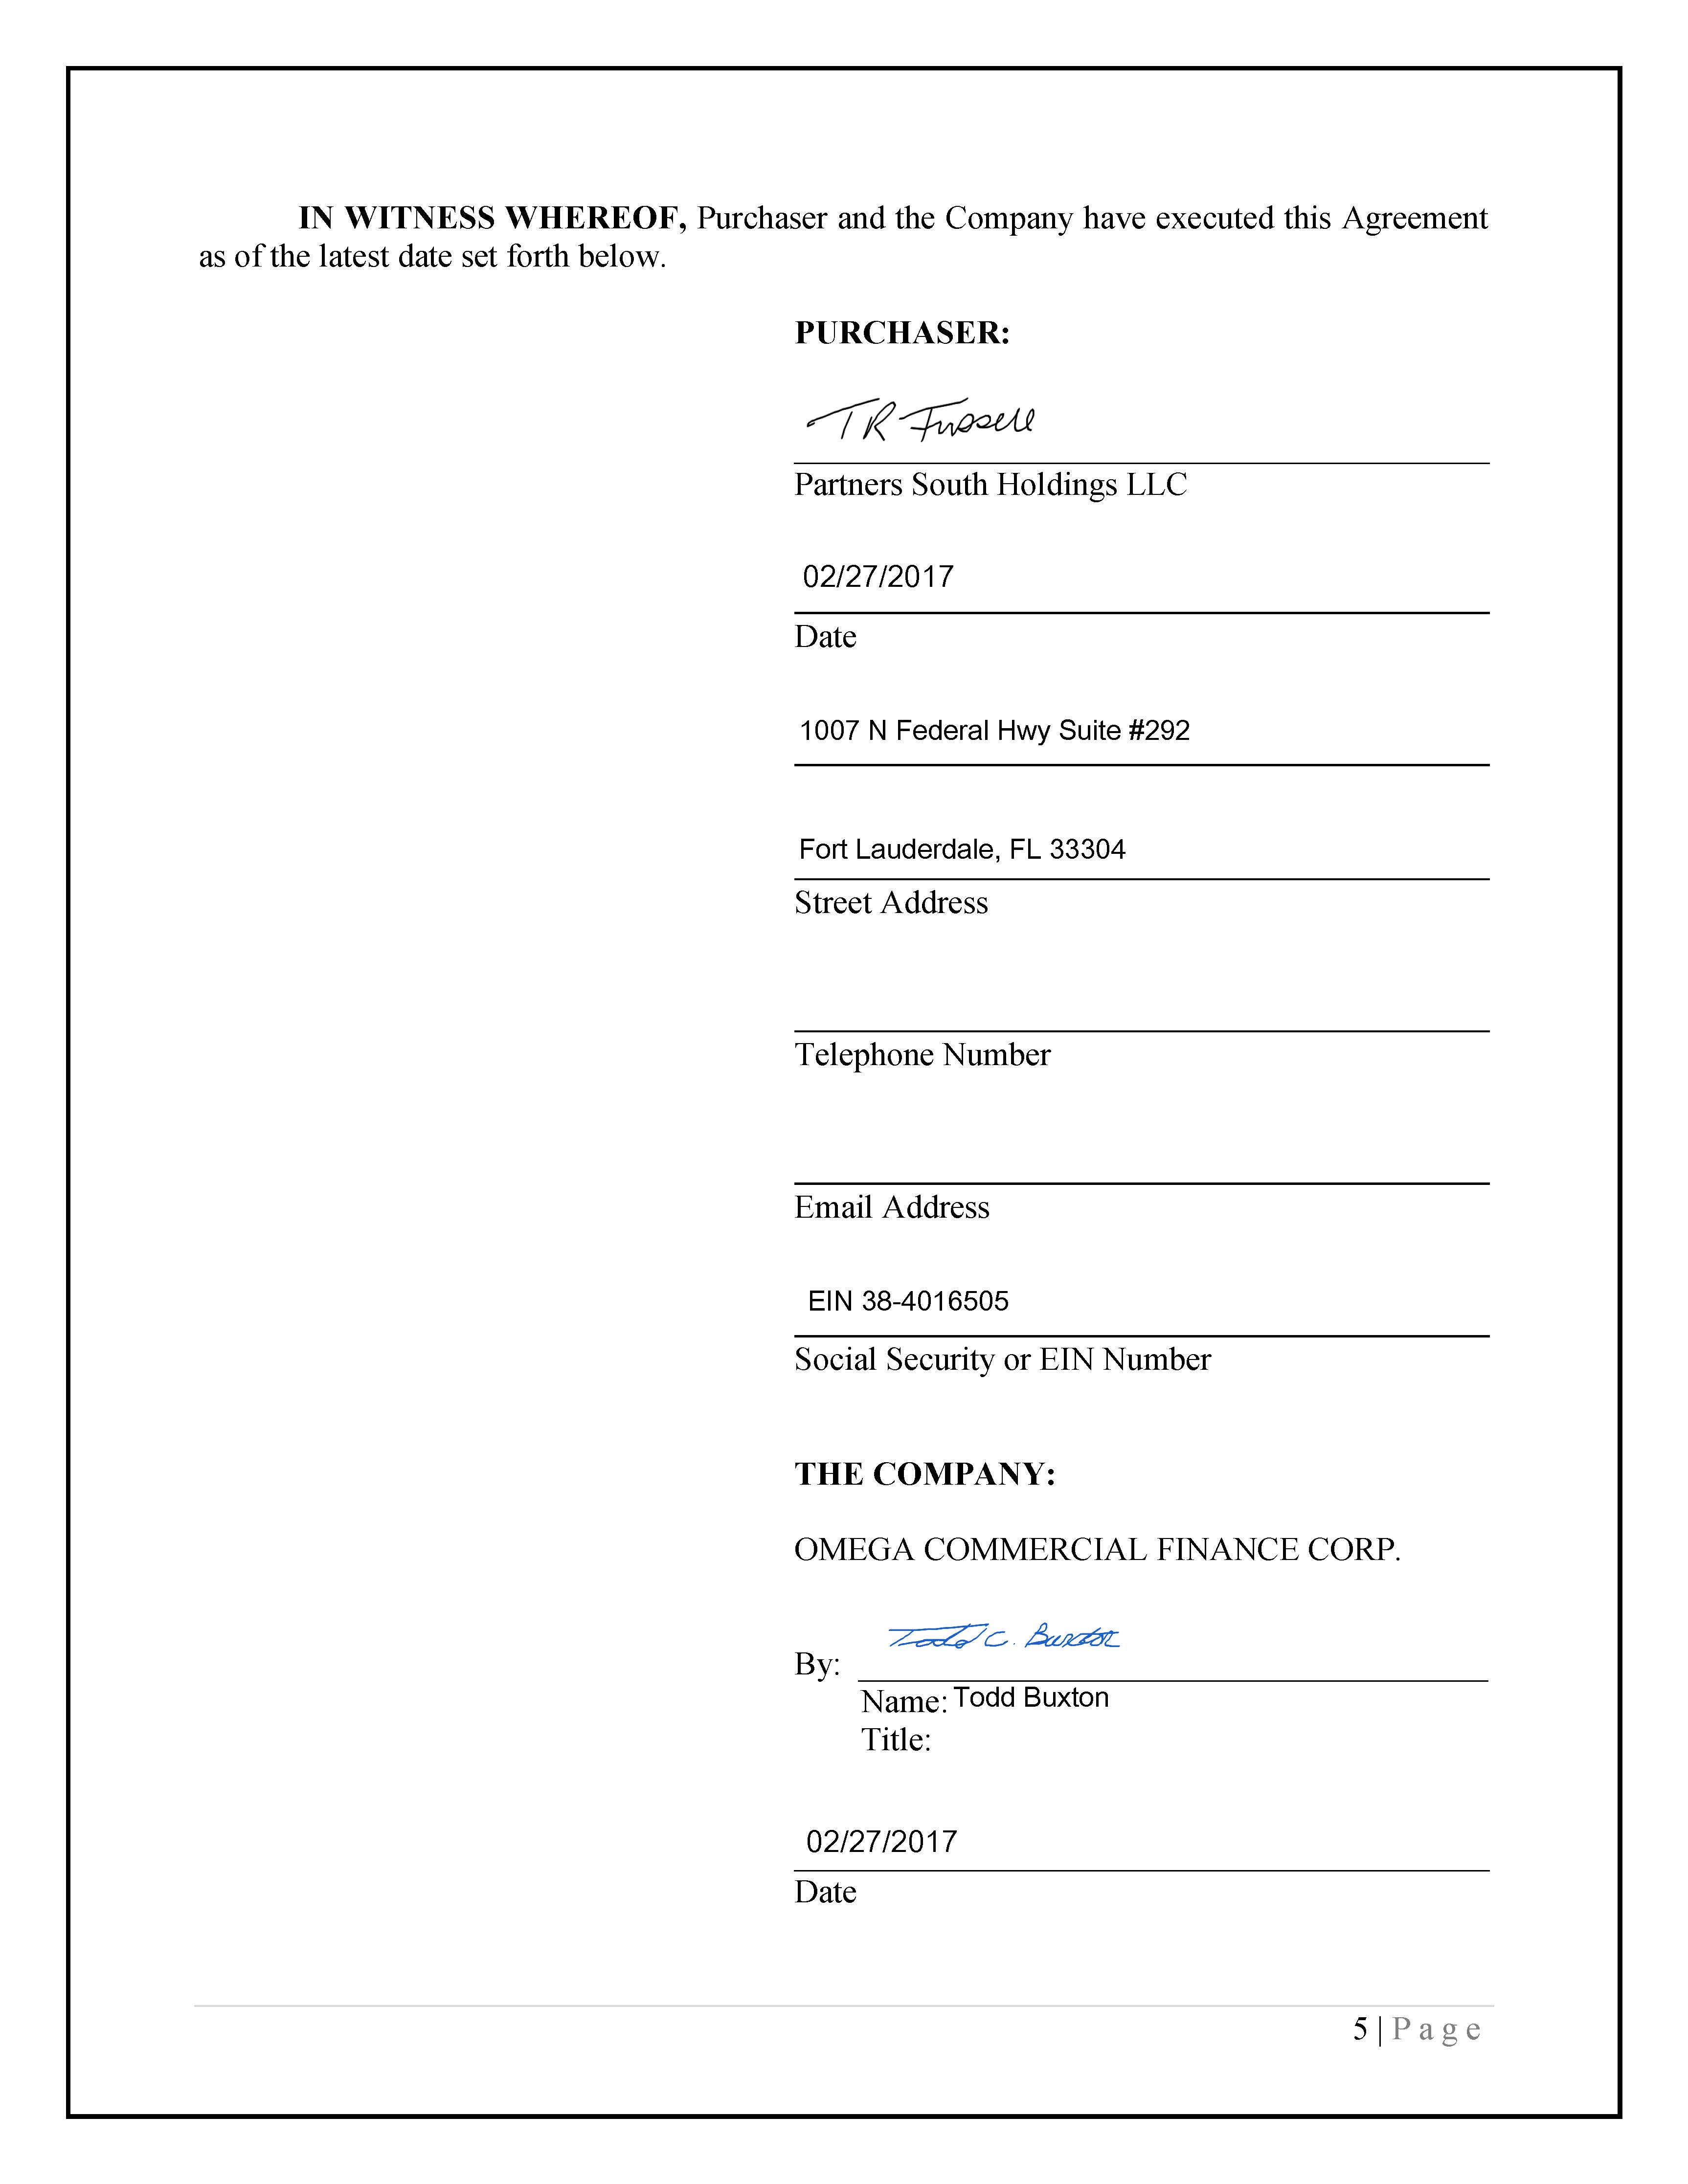 IN WITNESS WHEREOF, Purchaser and the Company have executed this Agreement
as of the latest date set forth below.
PURCHASER:
TR Fussell
Partners South Holdings LLC
02/27/2017
Date
1007 N Federal Hwy Suite #292
Fort Lauderdale, FL 33304
Street Address
Telephone Number
Email Address
EIN 38-4016505
Social Security or EIN Number
THE COMPANY:
OMEGA COMMERCIAL FINANCE CORP.
Todd C. Buxton
By:
Name: Todd Buxton
Title:
02/27/2017
Date
5 | Page